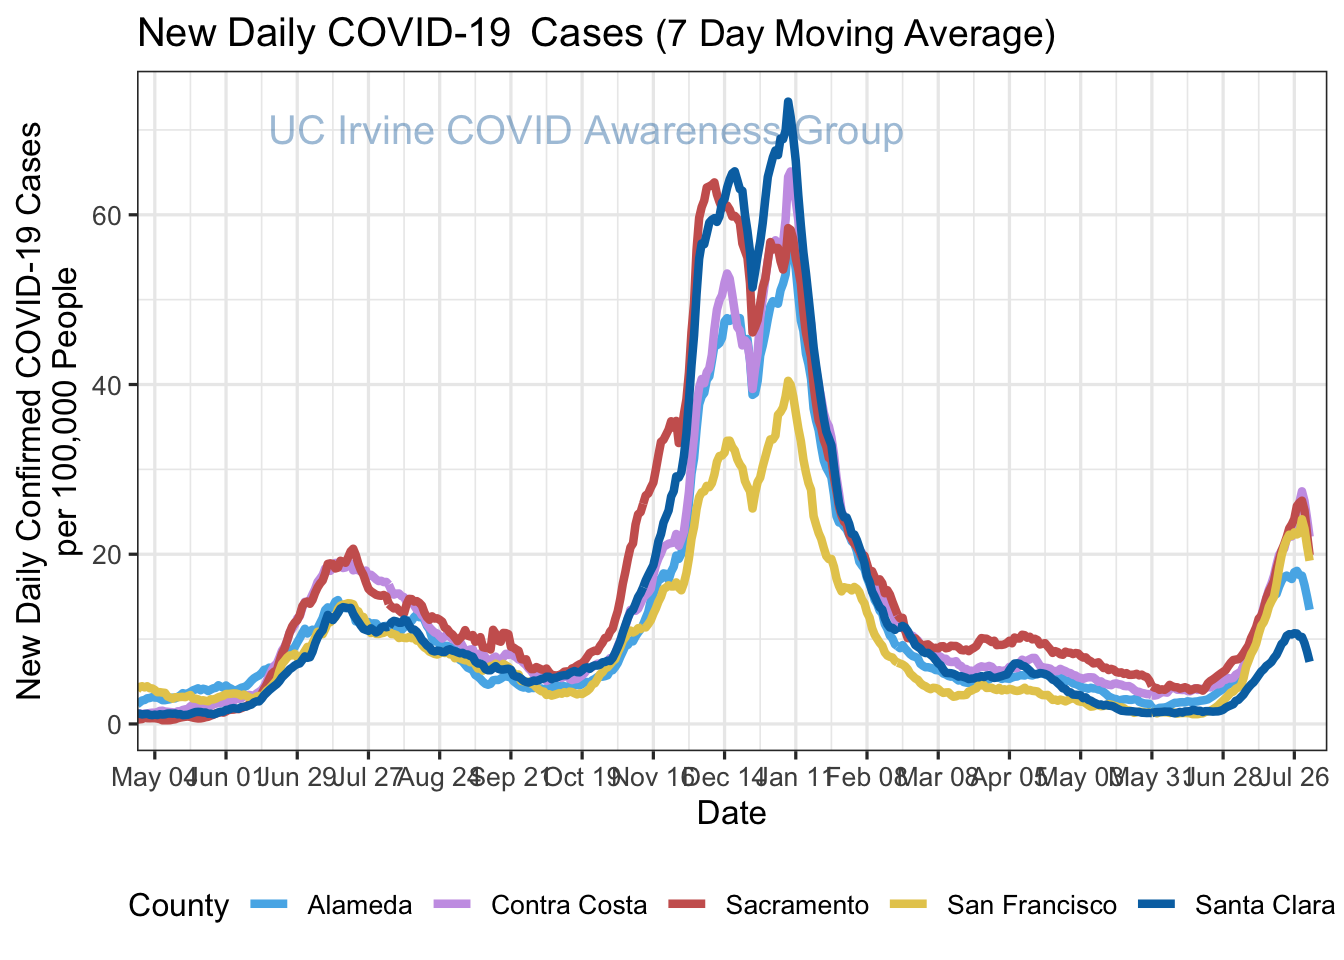 New Daily COVID-19 Cases (7 Day Moving Average)
UC Irvine COVID Awareness Group
New Daily Confirmed COVID-19 Cases
per 100,000 People
60
40
20
0
May 04 Jun 01 Jun 29 Jul 27 Aug 24 Sep 21 Oct 19 Nov 16 Dec 14 Jan 11 Feb 08 Mar 08 Apr 05 May 03 May 31 Jun 28 Jul 26
Date
County Alameda Contra Costa Sacramento San Francisco Santa Clara